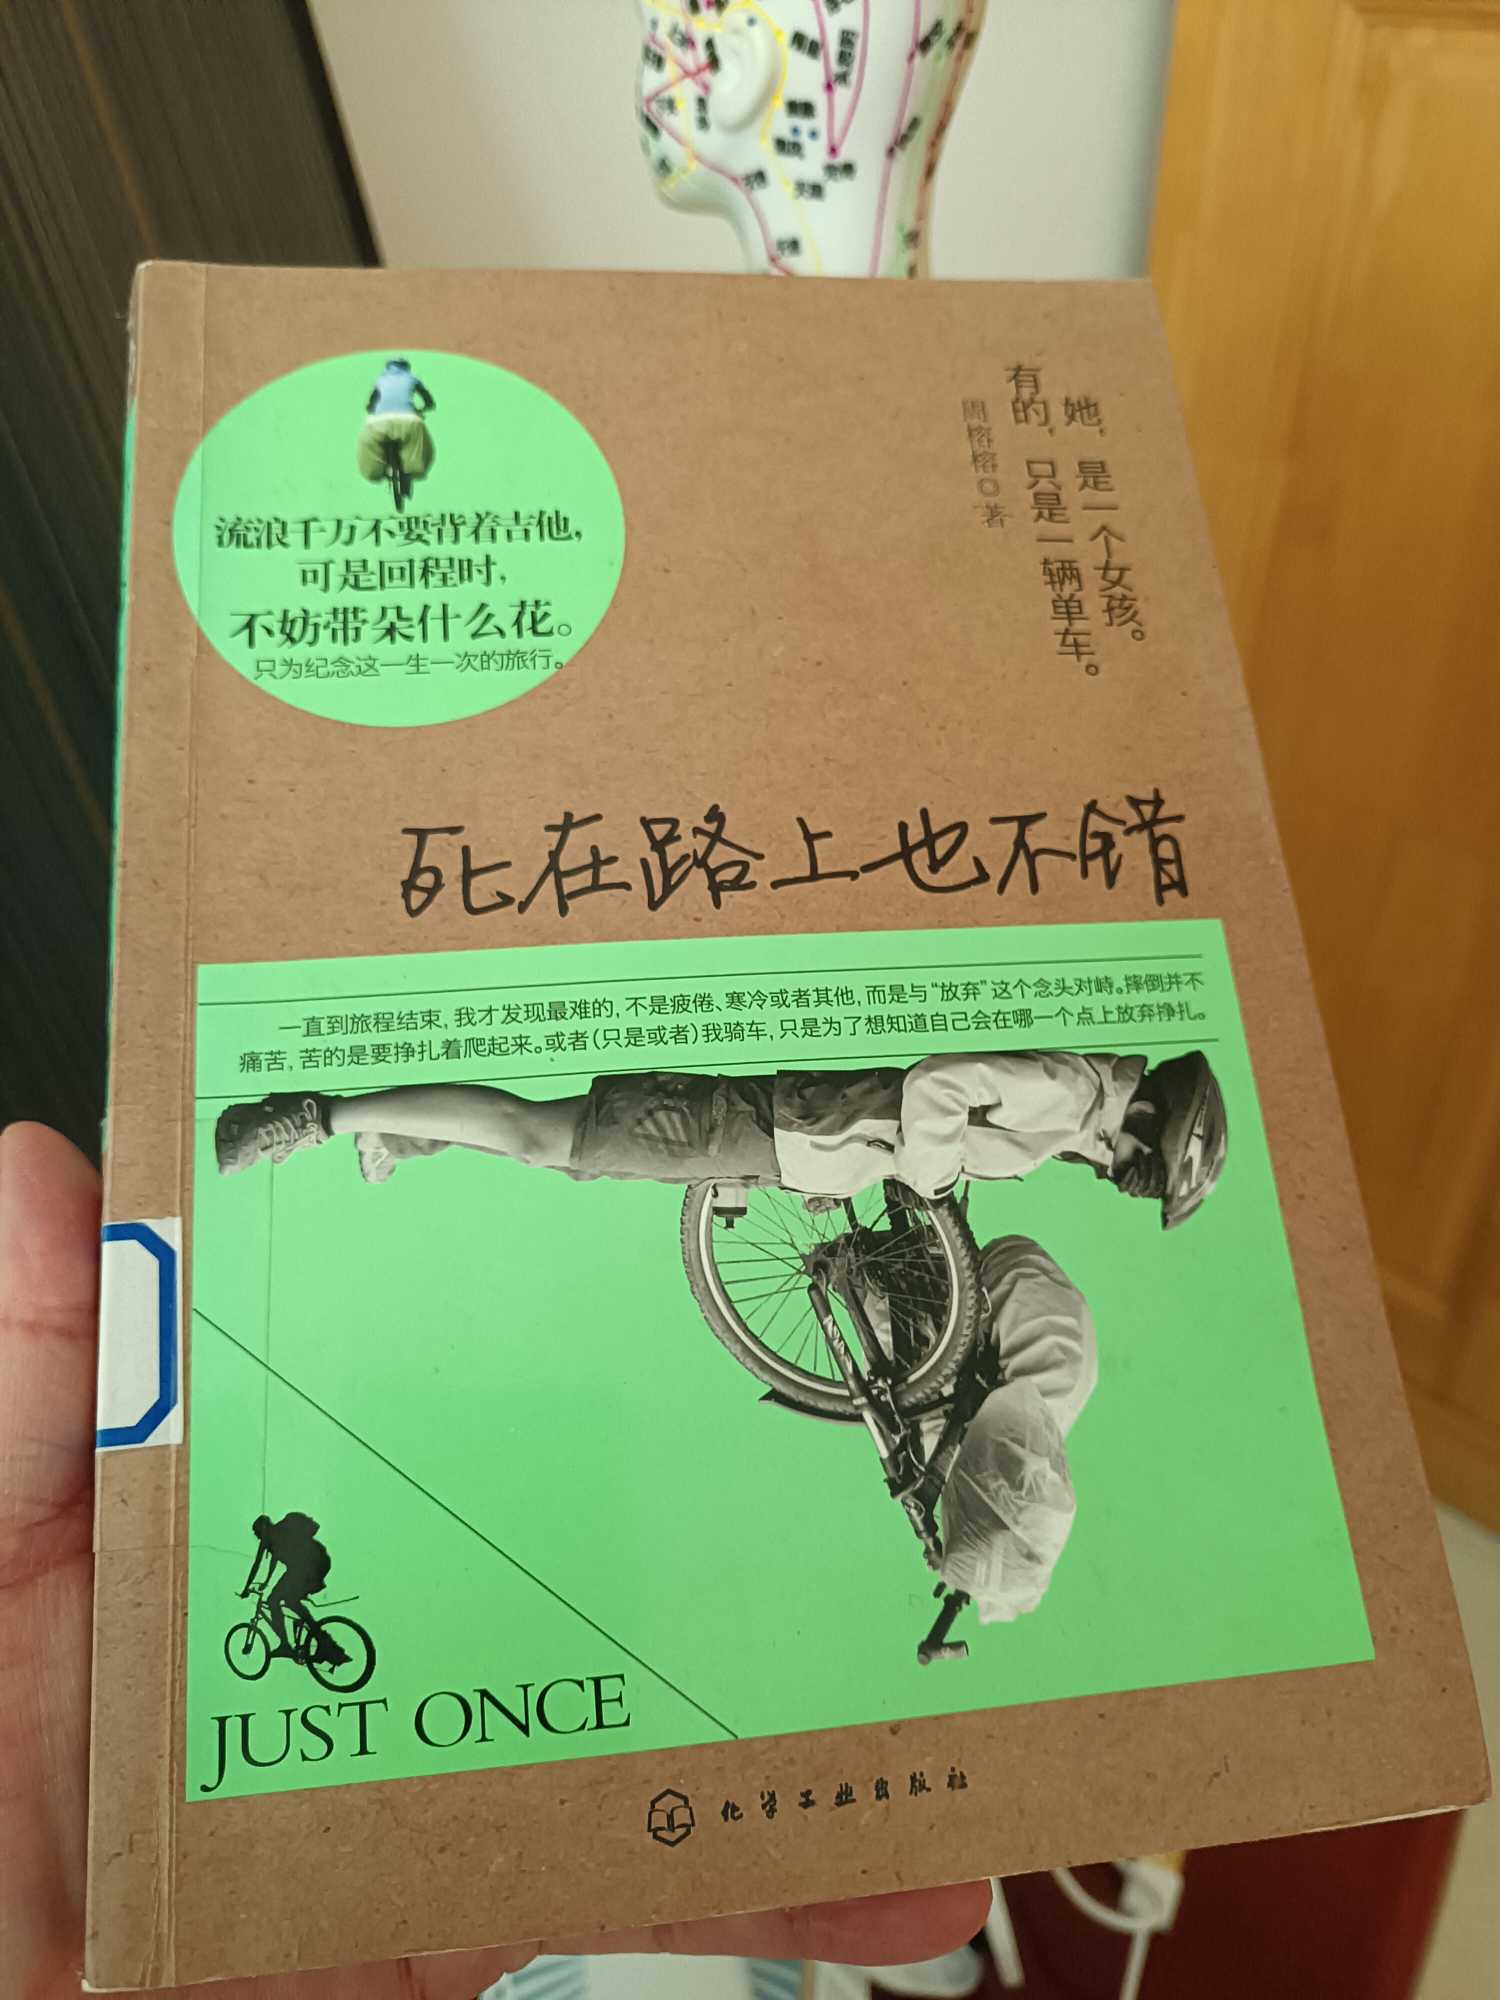 她，是一个女孩。
有的，只是一辆单车。
周榕榕◎著
流浪千万不要背着吉他，
可是回程时，
不妨带朵什么花。
只为纪念这一生一次的旅行。
死在路上也不错
一直到旅程结束，我才发现最难的，不是疲倦、寒冷或者其他，而是与“放弃”这个念头对峙。摔倒并不
痛苦，苦的是要挣扎着爬起来。或者（只是或者）我骑车，只是为了想知道自己会在哪一个点上放弃挣扎。
JUST ONCE
化学工业出版社